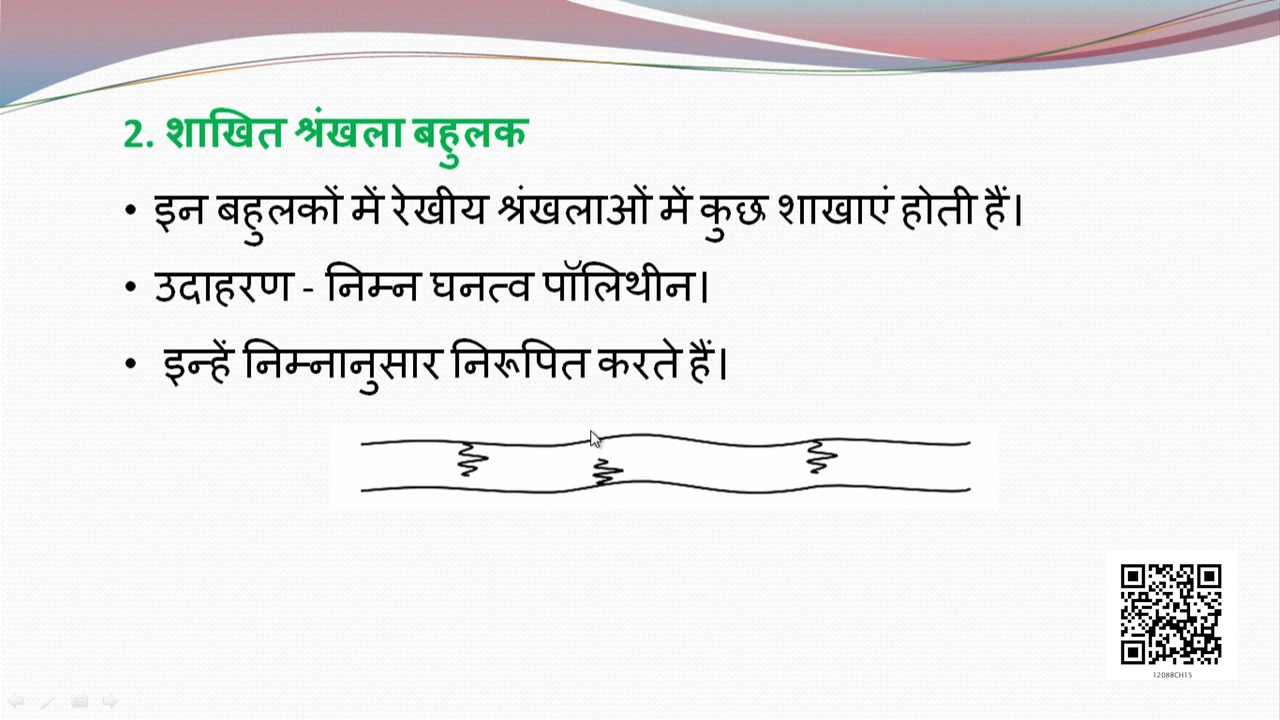 2. शाखित श्रंखला बहुलक
• इन बहुलकों में रेखीय श्रंखलाओं में कुछ शाखाएं होती हैं।
• उदाहरण - निम्न घनत्व पॉलिथीन।
• इन्हें निम्नानुसार निरूपित करते हैं।
12088CH15